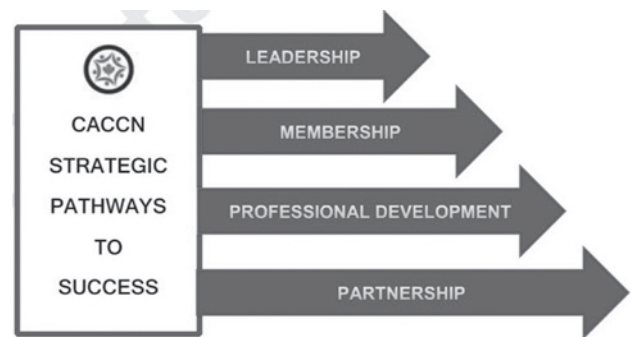 CACCN
STRATEGIC
PATHWAYS
TO
SUCCESS
LEADERSHIP
MEMBERSHIP
PROFESSIONAL DEVELOPMENT
PARTNERSHIP